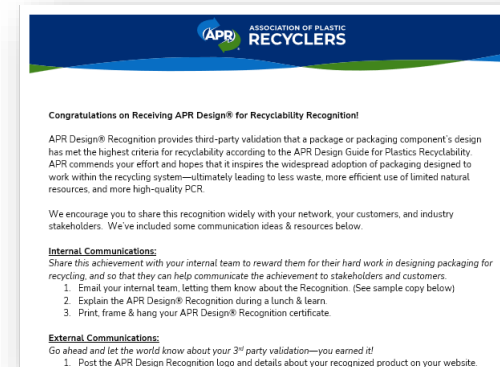 APR
ASSOCIATION OF PLASTIC
RECYCLERS
Congratulations on Receiving APR Design® for Recyclability Recognition!
APR Design® Recognition provides third-party validation that a package or packaging component's design
has met the highest criteria for recyclability according to the APR Design Guide for Plastics Recyclability.
APR commends your effort and hopes that it inspires the widespread adoption of packaging designed to
work within the recycling system—ultimately leading to less waste, more efficient use of limited natural
resources, and more high-quality PCR.
We encourage you to share this recognition widely with your network, your customers, and industry
stakeholders. We've included some communication ideas & resources below.
Internal Communications:
Share this achievement with your internal team to reward them for their hard work in designing packaging for
recycling, and so that they can help communicate the achievement to stakeholders and customers.
1. Email your internal team, letting them know about the Recognition. (See sample copy below)
2. Explain the APR Design® Recognition during a lunch & learn.
3. Print, frame & hang your APR Design® Recognition certificate.
External Communications:
Go ahead and let the world know about your 3rd party validation—you earned it!
1. Post the APR Design Recognition logo and details about your recognized product on your website.